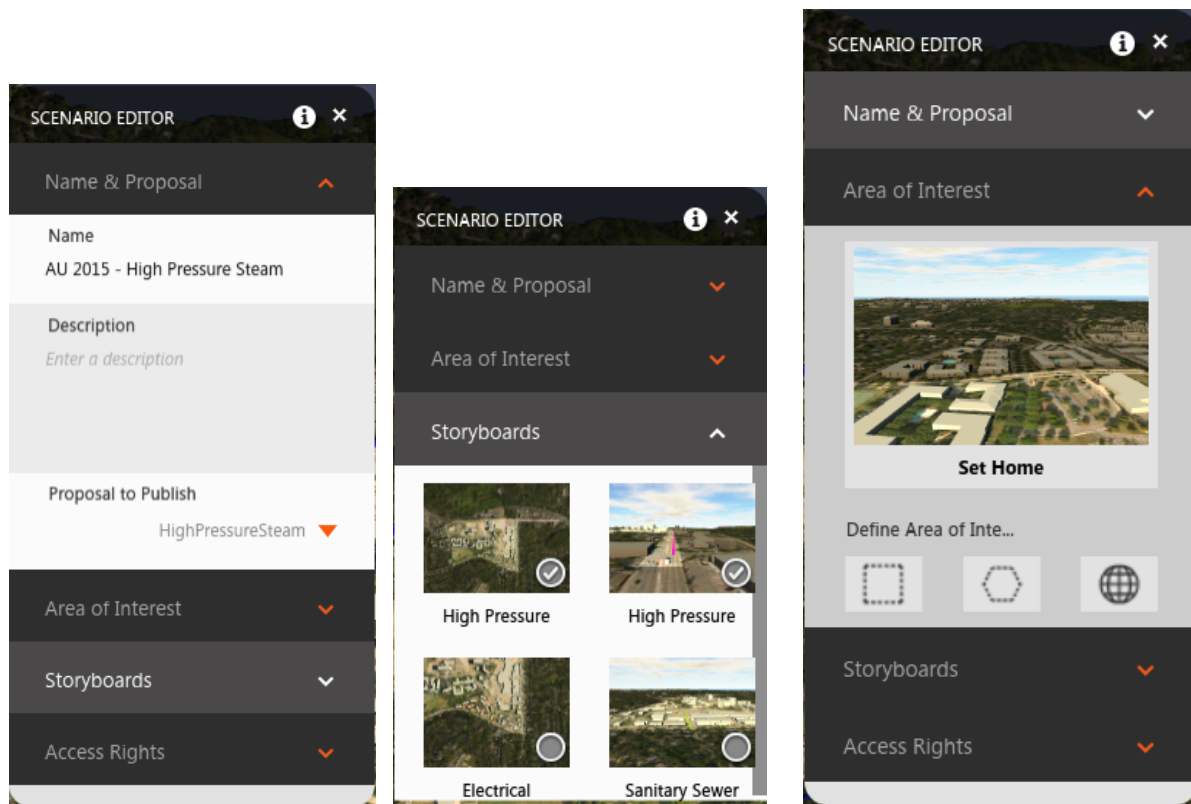 SCENARIO EDITOR
Name & Proposal
Name
AU 2015 - High Pressure Steam
Description
Enter a description
Proposal to Publish
HighPressureSteam
Area of Interest
Storyboards
Access Rights
SCENARIO EDITOR
Name & Proposal
Area of Interest
Storyboards
High Pressure
High Pressure
Electrical
Sanitary Sewer
SCENARIO EDITOR
Name & Proposal
Area of Interest
Set Home
Define Area of Inte...
Storyboards
Access Rights